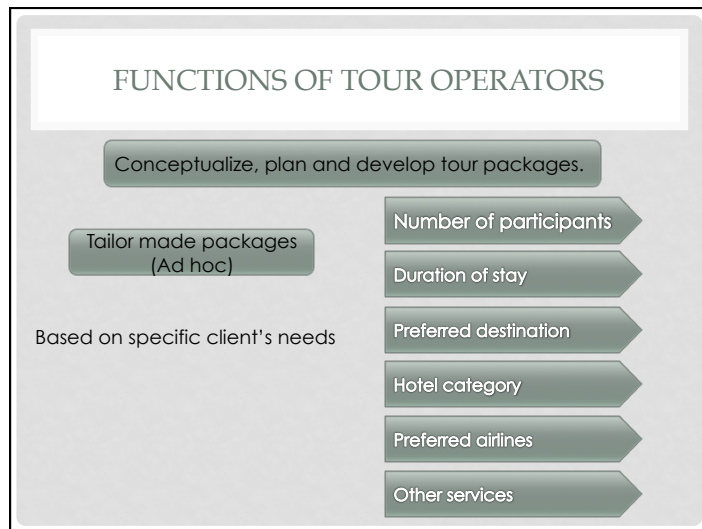 FUNCTIONS OF TOUR OPERATORS
Conceptualize, plan and develop tour packages.
Tailor made packages
(Ad hoc)
Based on specific client's needs
Number of participants
Duration of stay
Preferred destination
Hotel category
Preferred airlines
Other services